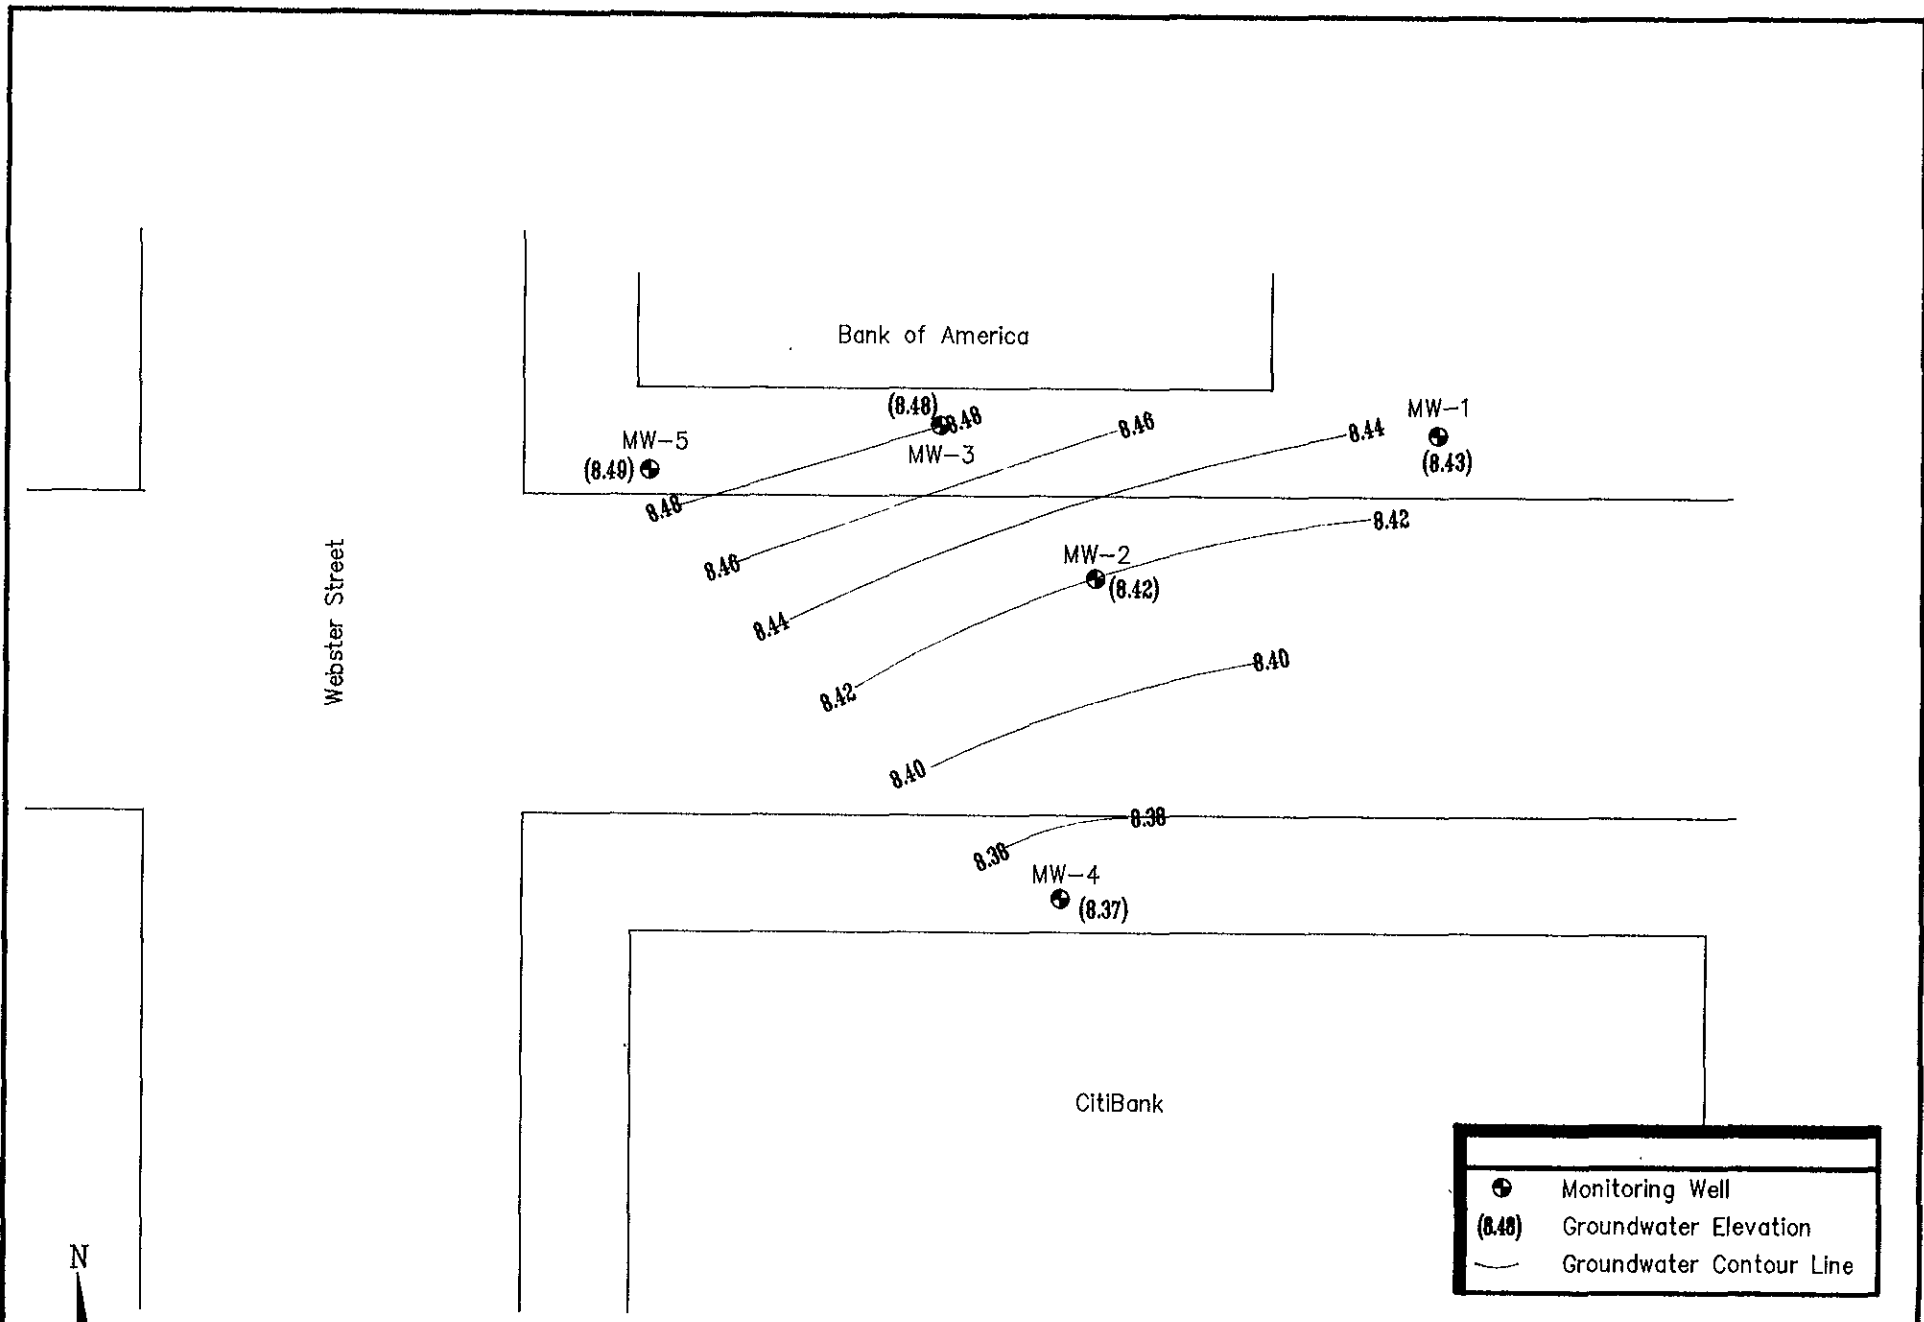 Bank of America
(8.48)
8.48
8.46
8.44
MW-1
MW-5
MW-3
(8.49)
(8.43)
8.48
8.42
Webster Street
8.46
MW-2
(8.42)
8.44
8.40
8.42
8.40
8.38
8.38
MW-4
(8.37)
CitiBank
Monitoring Well
(8.48) Groundwater Elevation
Groundwater Contour Line
N